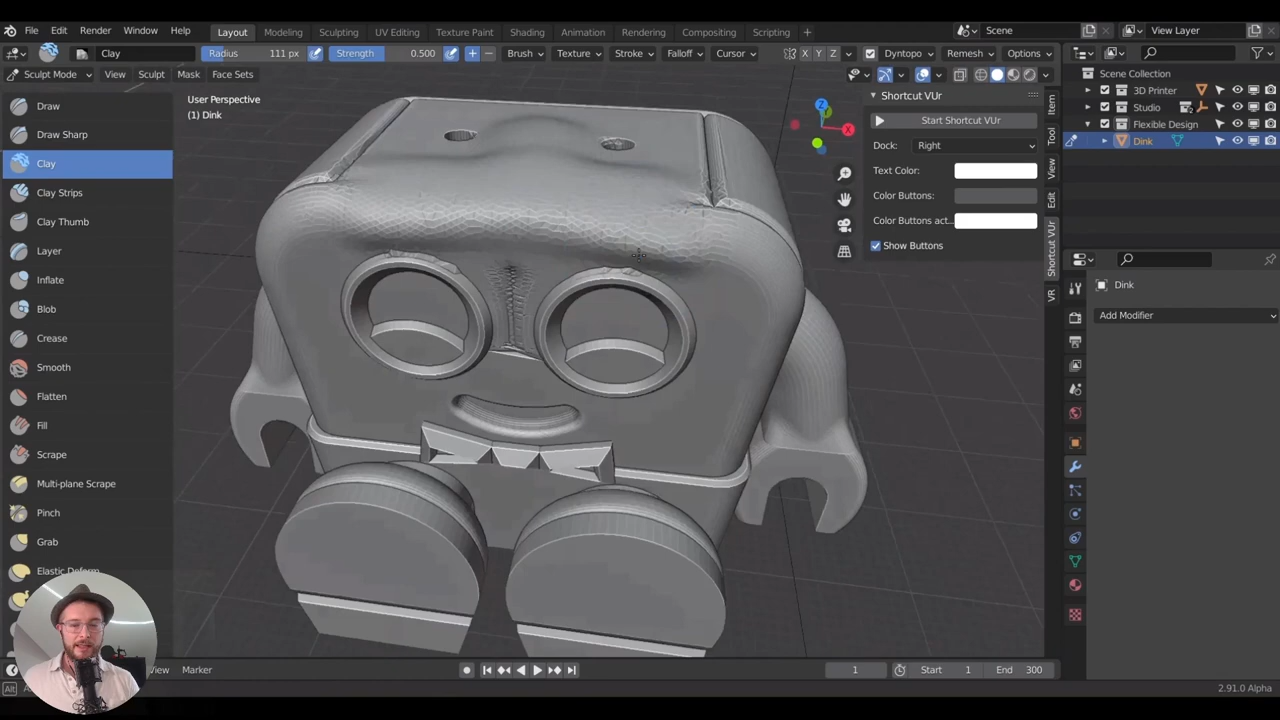 File Edit Render Window Help Layout Modeling Sculpting UV Editing Texture Paint Shading Animation Rendering Compositing Scripting + Scene View Layer
Clay Radius 111 px Strength 0.500 Brush Texture Stroke Falloff Cursor X Y Z Dyntopo Remesh Options
Sculpt Mode View Sculpt Mask Face Sets
User Perspective
(1) Dink
Draw
Draw Sharp
Clay
Clay Strips
Clay Thumb
Layer
Inflate
Blob
Crease
Smooth
Flatten
Fill
Scrape
Multi-plane Scrape
Pinch
Grab
Elastic Deform
Z
X
Shortcut VUr
Start Shortcut VUr
Dock: Right
Text Color:
Color Buttons:
Color Buttons act...
Show Buttons
Item
Tool
View
Edit
Shortcut VUr
VR
Scene Collection
3D Printer
Studio 2
Flexible Design
Dink
Dink
Add Modifier
View Marker 1 Start 1 End 300
Alt 2.91.0 Alpha